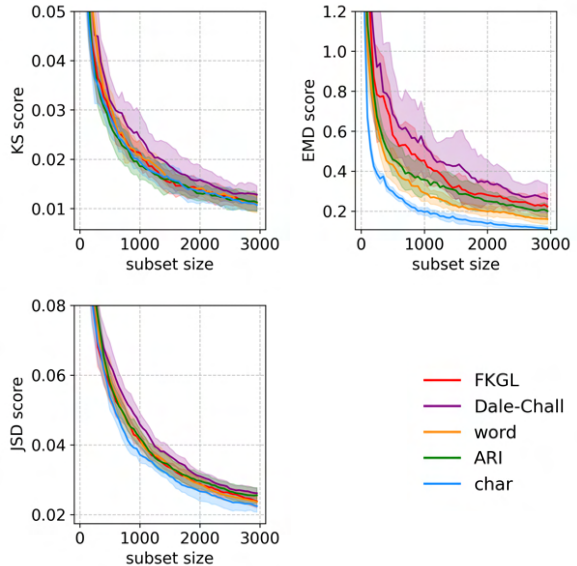 KS score
0.05
0.04
0.03
0.02
0.01
0 1000 2000 3000
subset size
EMD score
1.2
1.0
0.8
0.6
0.4
0.2
0 1000 2000 3000
subset size
JSD score
0.08
0.06
0.04
0.02
0 1000 2000 3000
subset size
FKGL
Dale-Chall
word
ARI
char